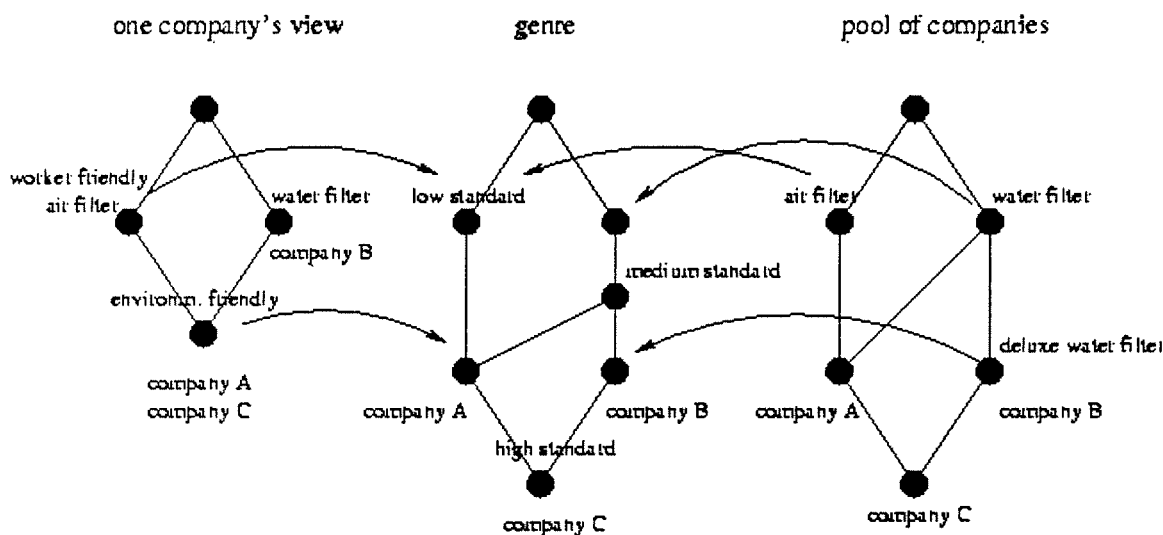 one company's view
genre
pool of companies
worker friendly
air filter
water filter
company B
environm. friendly
company A
company C
low standard
medium standard
company A
company B
high standard
company C
air filter
water filter
deluxe water filter
company A
company B
company C